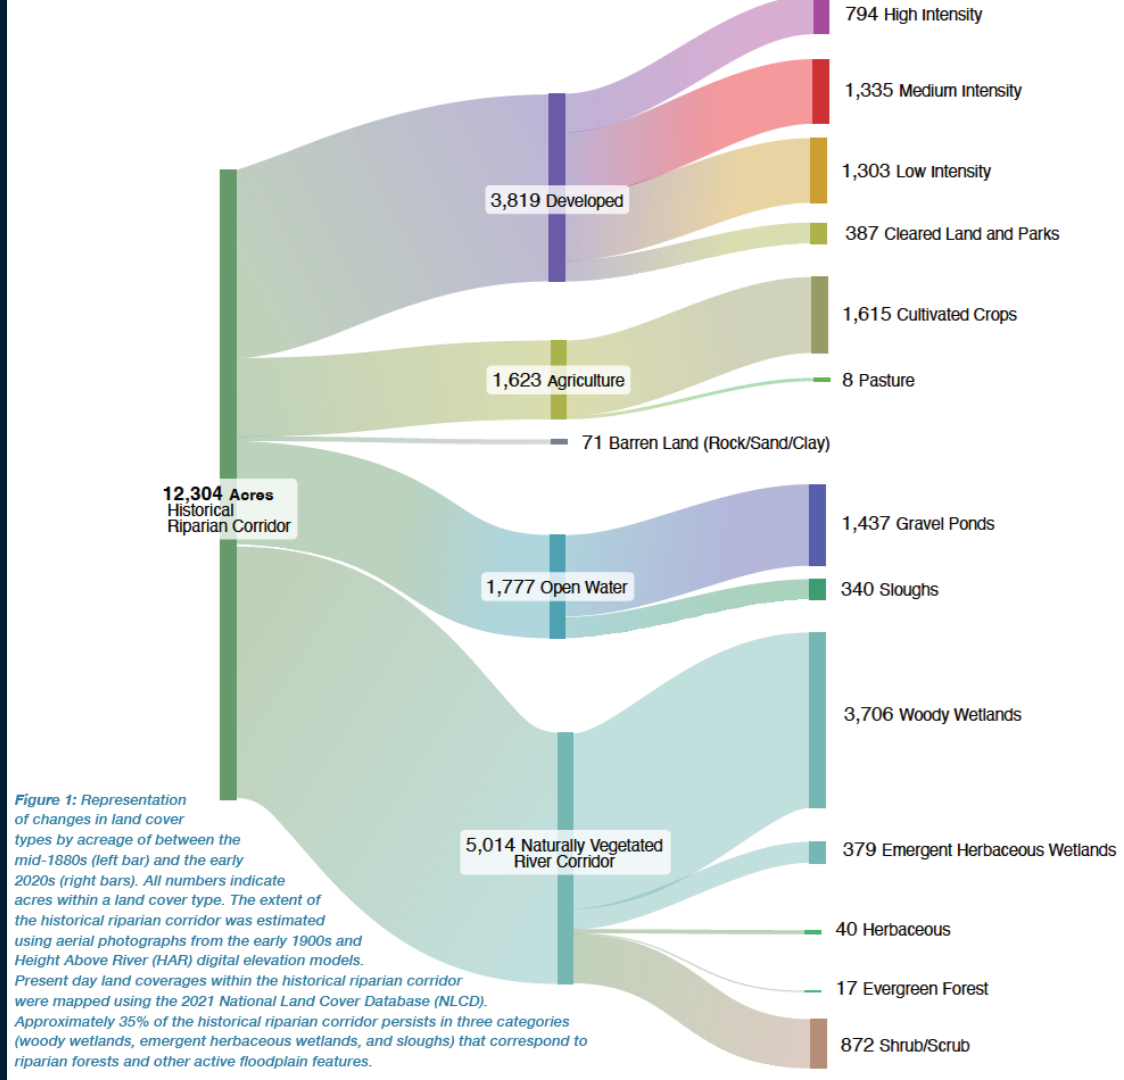 794 High Intensity
1,335 Medium Intensity
1,303 Low Intensity
3,819 Developed
387 Cleared Land and Parks
1,615 Cultivated Crops
1,623 Agriculture
8 Pasture
71 Barren Land (Rock/Sand/Clay)
12,304 Acres
Historical
Riparian Corridor
1,437 Gravel Ponds
1,777 Open Water
340 Sloughs
3,706 Woody Wetlands
5,014 Naturally Vegetated
River Corridor
379 Emergent Herbaceous Wetlands
40 Herbaceous
17 Evergreen Forest
872 Shrub/Scrub
Figure 1: Representation
of changes in land cover
types by acreage of between the
mid-1880s (left bar) and the early
2020s (right bars). All numbers indicate
acres within a land cover type. The extent of
the historical riparian corridor was estimated
using aerial photographs from the early 1900s and
Height Above River (HAR) digital elevation models.
Present day land coverages within the historical riparian corridor
were mapped using the 2021 National Land Cover Database (NLCD).
Approximately 35% of the historical riparian corridor persists in three categories
(woody wetlands, emergent herbaceous wetlands, and sloughs) that correspond to
riparian forests and other active floodplain features.